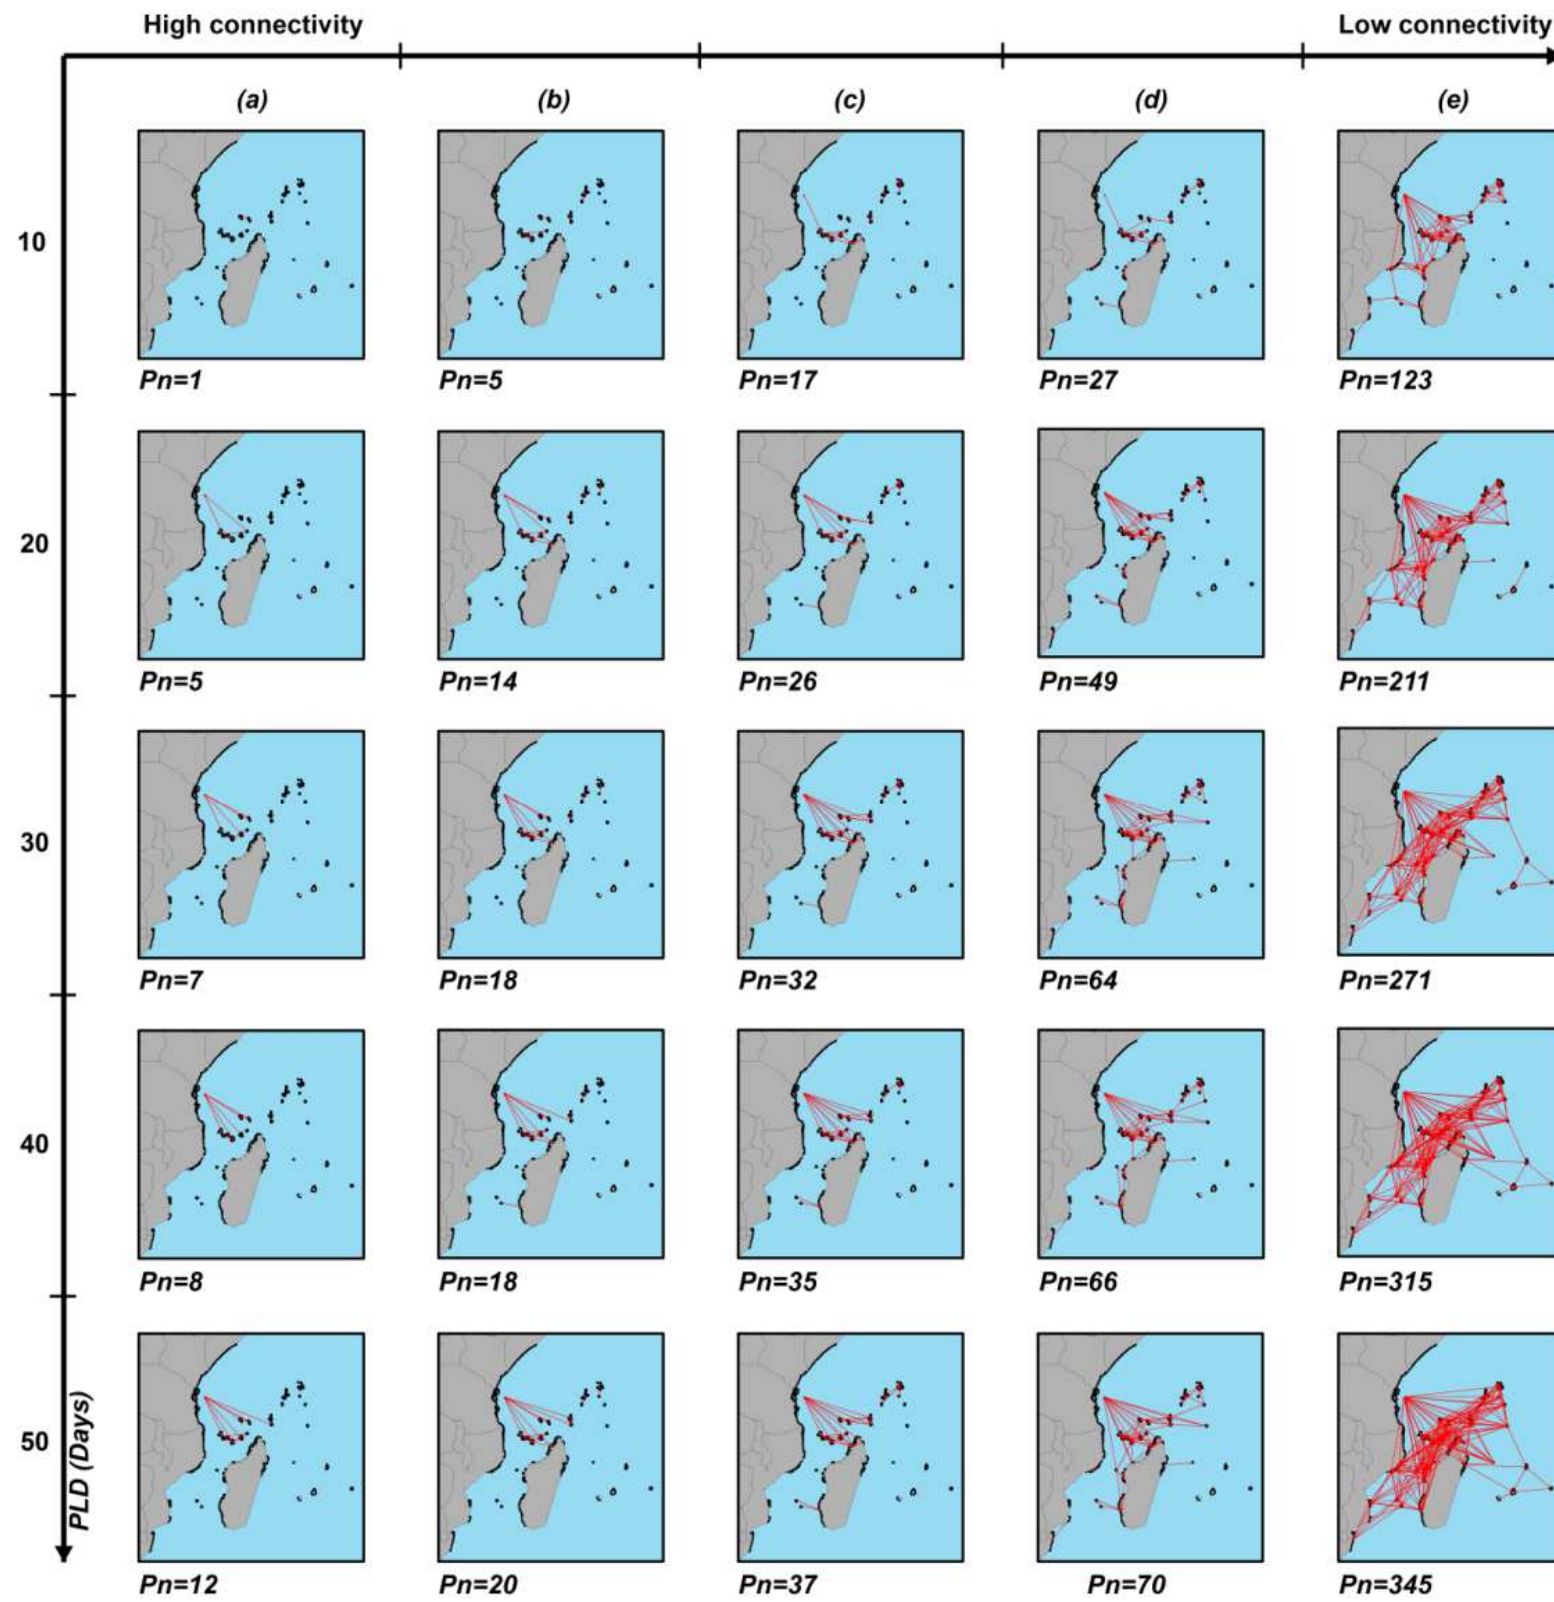 High connectivity Low connectivity
(a) (b) (c) (d) (e)
10
Pn=1 Pn=5 Pn=17 Pn=27 Pn=123
20
Pn=5 Pn=14 Pn=26 Pn=49 Pn=211
30
Pn=7 Pn=18 Pn=32 Pn=64 Pn=271
40
Pn=8 Pn=18 Pn=35 Pn=66 Pn=315
50
PLD (Days)
Pn=12 Pn=20 Pn=37 Pn=70 Pn=345